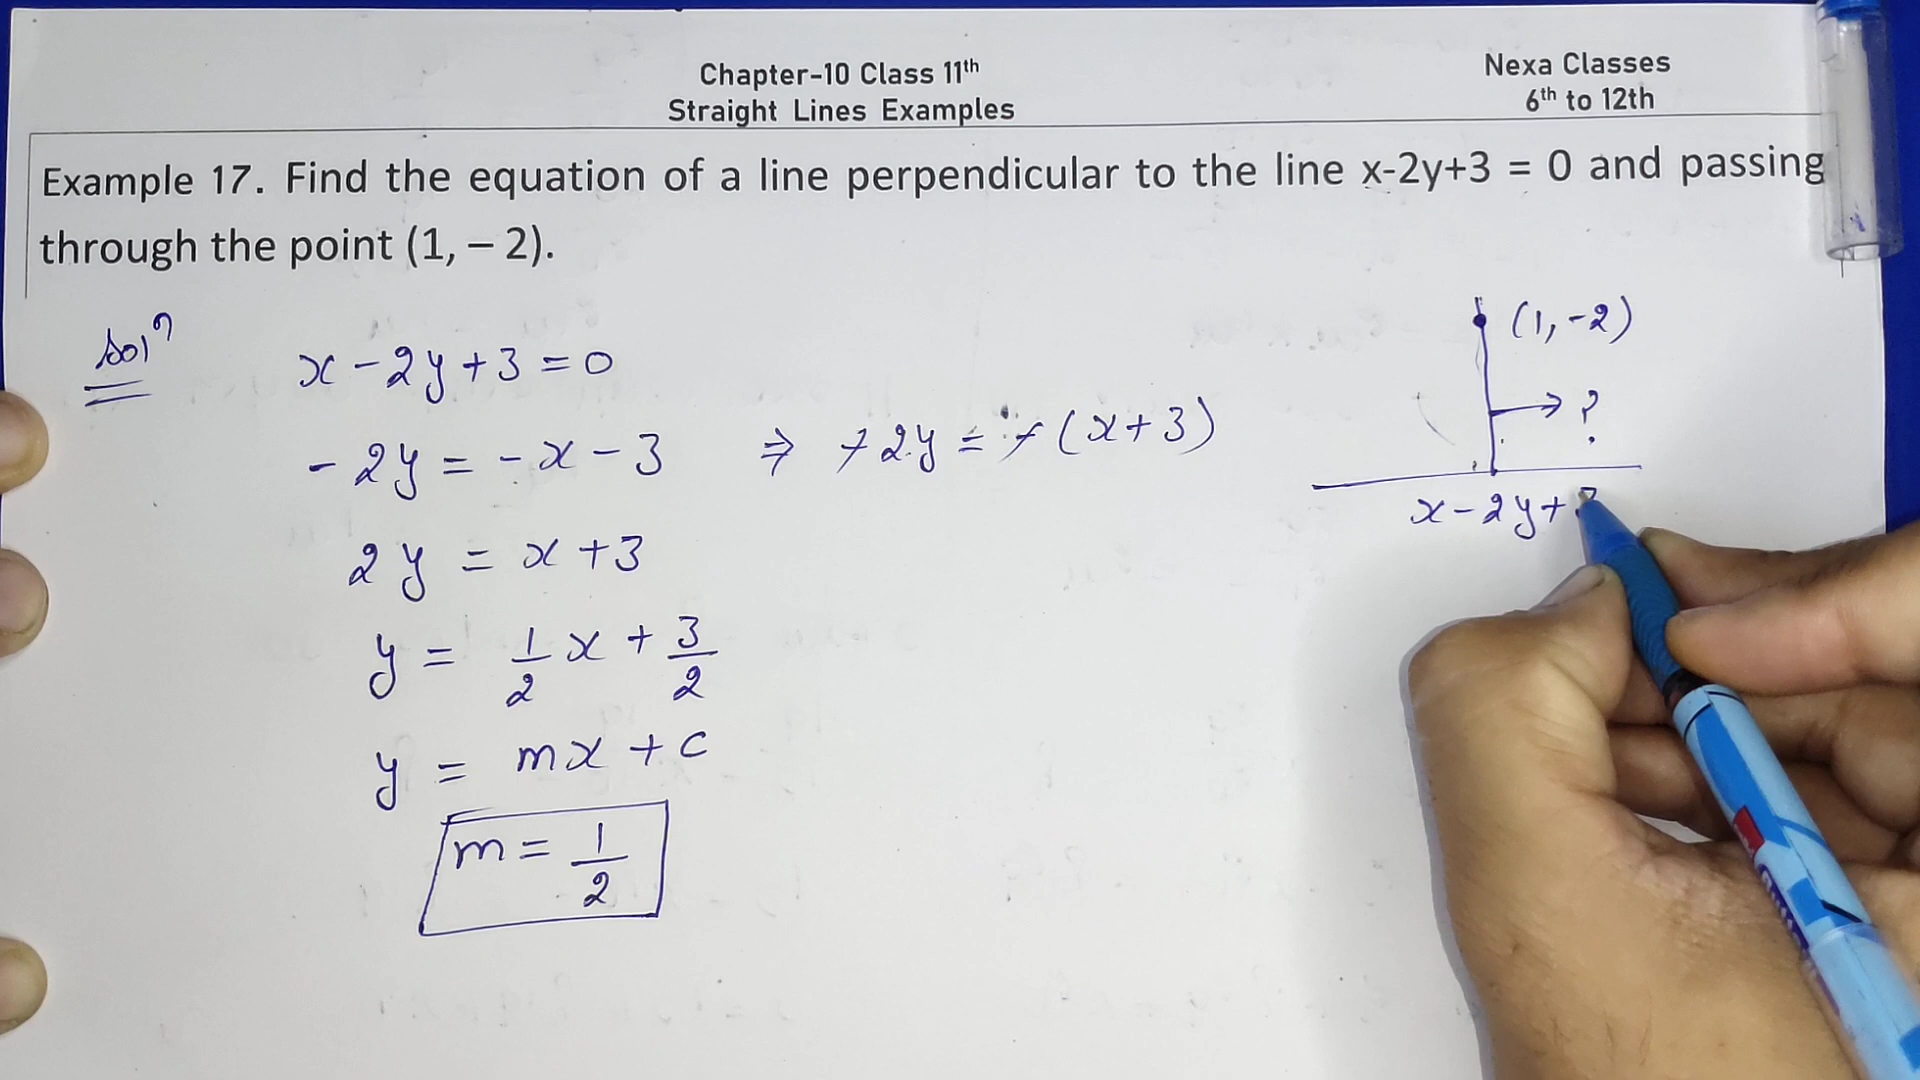 Chapter-10 Class 11th
Straight Lines Examples
Nexa Classes
6th to 12th
Example 17. Find the equation of a line perpendicular to the line x-2y+3 = 0 and passing
through the point (1, – 2).
Solⁿ
x - 2y + 3 = 0
- 2y = - x - 3 ⇒ -2y = -(x+3)
2y = x + 3
y = 1/2 x + 3/2
y = mx + c
m = 1/2
(1, -2)
→ ?
x - 2y +